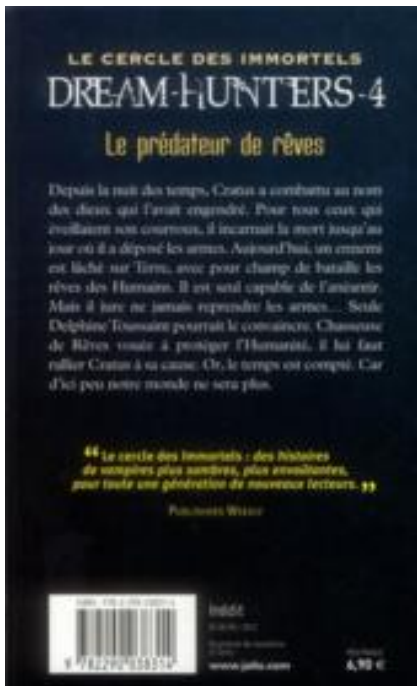 LE CERCLE DES IMMORTELS
DREAM-HUNTERS-4
Le prédateur de rêves
Depuis la nuit des temps, Cratus a combattu au nom
des dieux qui l'avait engendré. Pour tous ceux qui
éveillaient son courroux, il incarnait la mort jusqu'au
jour où il a déposé les armes. Aujourd'hui, un ennemi
est lâché sur Terre, avec pour champ de bataille les
rêves des Humains. Il est seul capable de l'anéantir.
Mais il jure ne jamais reprendre les armes... Seule
Delphine Toussaint pourrait le convaincre. Chasseuse
de Rêves vouée à protéger l'Humanité, il lui faut
rallier Cratus à sa cause. Or, le temps est compté. Car
d'ici peu notre monde ne sera plus.
“ Le cercle des Immortels : des histoires
de vampires plus sombres, plus envoûtantes,
pour toute une génération de nouveaux lecteurs. ”
PUBLISHERS WEEKLY
Inédit
www.jailu.com
6,90 €
9 782290 038314